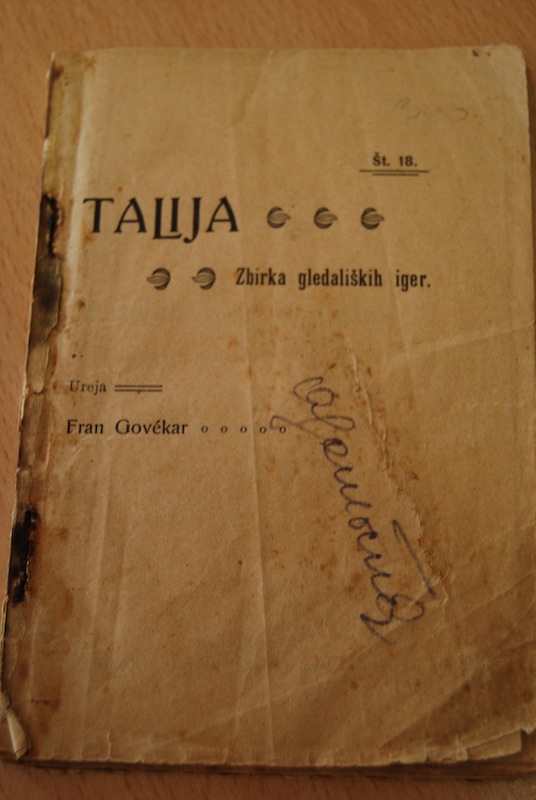 Št. 18.
TALIJA
Zbirka gledaliških iger.
Ureja
Fran Govékar